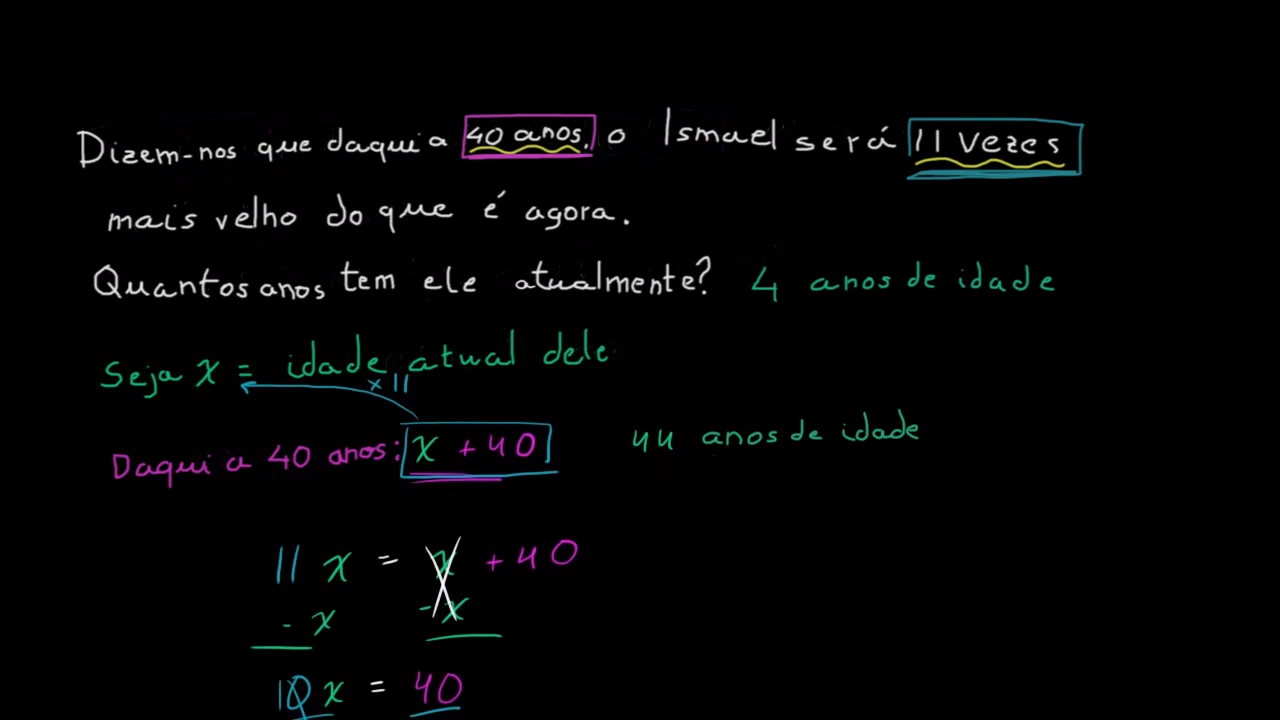 Dizem-nos que daqui a 40 anos, o Ismael será 11 vezes
mais velho do que é agora.
Quantos anos tem ele atualmente? 4 anos de idade
Seja x = idade atual dele
x 11
Daqui a 40 anos: x + 40 44 anos de idade
11 x = x + 40
- x - x
10 x = 40